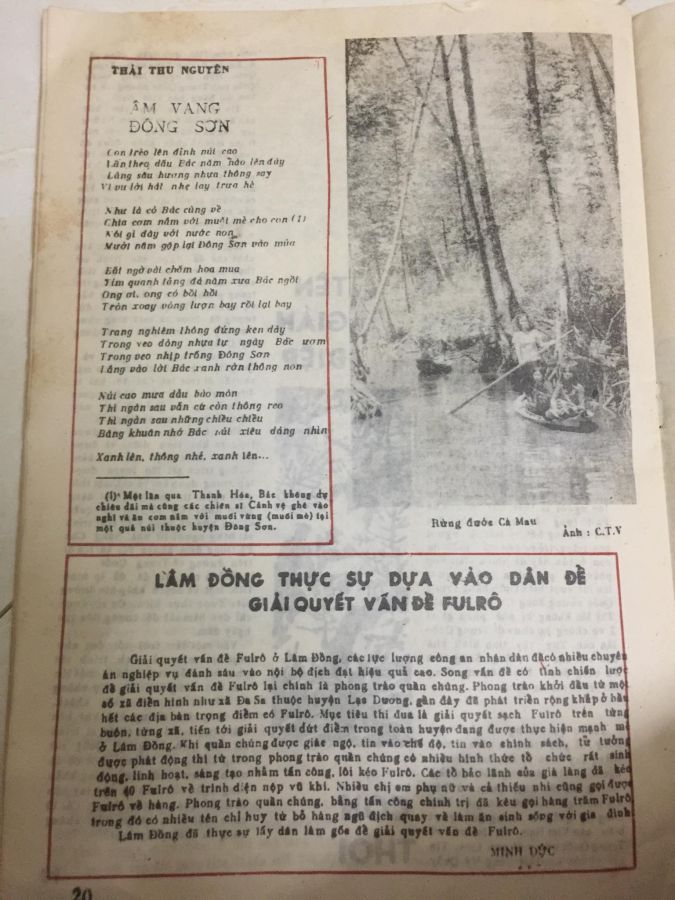 THÁI THU NGUYÊN
ÂM VANG
ĐÔNG SƠN
Con trèo lên đỉnh núi cao
Lần theo dấu Bác năm nào lên đây
Lắng sâu hương nhựa thông say
Vi vu lời hát nhẹ lay trưa hè
Như là có Bác cùng về
Chia cơm nắm với muối mè cho con (1)
Nối gì đây với nước non
Mười năm gộp lại Đông Sơn vào mùa
Bất ngờ vài chồm hoa mua
Tìm quanh tảng đá năm xưa Bác ngồi
Ong ơi, ong có bồi hồi
Tròn xoay vòng lượn bay rồi lại bay
Trang nghiêm thông đứng ken dày
Trong veo dòng nhựa tự ngày Bác ươm
Trong veo nhịp trống Đông Sơn
Lắng vào lời Bác xanh rờn thông non
Núi cao mưa dầu bào mòn
Thì ngàn sau vẫn cứ còn thông reo
Thì ngàn sau những chiều chiều
Bâng khuân nhớ Bác núi xiêu dáng nhìn
Xanh lên, thông nhé, xanh lên...
(1) Một lần qua Thanh Hóa, Bác không dự
chiêu đãi mà cùng các chiến sĩ Cảnh vệ ghé vào
nghỉ và ăn cơm nắm với muối vừng (muối mè) tại
một quả núi thuộc huyện Đông Sơn.
Rừng đước Cà Mau
Ảnh : C.T.V
LÂM ĐỒNG THỰC SỰ DỰA VÀO DÂN ĐỀ
GIẢI QUYẾT VẤN ĐỀ FULRÔ
Giải quyết vấn đề Fulrô ở Lâm Đồng, các lực lượng công an nhân dân đã có nhiều chuyên
án nghiệp vụ đánh sâu vào nội bộ địch đạt hiệu quả cao. Song vấn đề có tính chiến lược
đề giải quyết vấn đề Fulrô lại chính là phong trào quần chúng. Phong trào khởi đầu từ một
số xã điền hình như xã Đa Sa thuộc huyện Lạc Dương, gần đây đã phát triền rộng khắp ở hầu
hết các địa bàn trọng điềm có Fulrô. Mục tiêu thi đua là giải quyết sạch Fulrô trên từng
buôn, từng xã, tiến tới giải quyết dứt điềm trong toàn huyện đang được thực hiện mạnh mẽ
ở Lâm Đồng. Khi quần chúng được giác ngộ, tin vào chế độ, tin vào chính sách, tư tưởng
được phát động thì từ trong phong trào quần chúng có nhiều hình thức tổ chức rất sinh
động, linh hoạt, sáng tạo nhằm tấn công, lôi kéo Fulrô. Các tổ bảo lãnh của già làng đã kéo
trên 40 Fulrô về trình diện nộp vũ khí. Nhiều chị em phụ nữ và cả thiếu nhi cũng gọi được
Fulrô về hàng. Phong trào quần chúng, bằng tấn công chính trị đã kêu gọi hàng trăm Fulrô,
trong đó có nhiều tên chỉ huy từ bỏ hàng ngũ địch quay về làm ăn sinh sống với gia đình.
Lâm Đồng đã thực sự lấy dân làm gốc đề giải quyết vấn đề Fulrô.
MINH ĐỨC
20